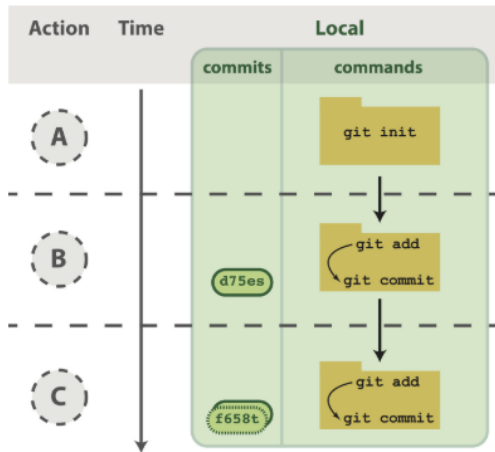 Action Time Local
commits commands
A
git init
B
git add
d75es git commit
C
git add
f658t git commit